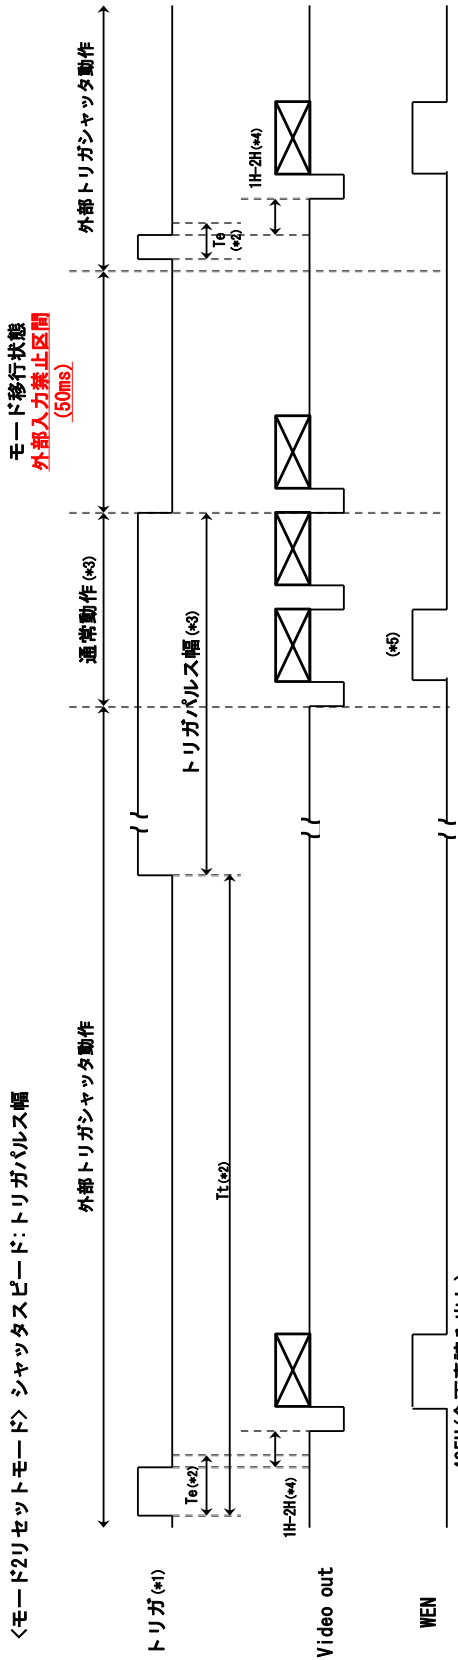 <モード2リセットモード> シャッタスピード:トリガパルス幅
モード移行状態
外部入力禁止区間
(50ms)
外部トリガシャッタ動作
通常動作(*3)
外部トリガシャッタ動作
トリガ(*1)
Te(*2)
Tt(*2)
トリガパルス幅(*3)
Te
(*2)
Video out
1H-2H(*4)
1H-2H(*4)
WEN
(*5)